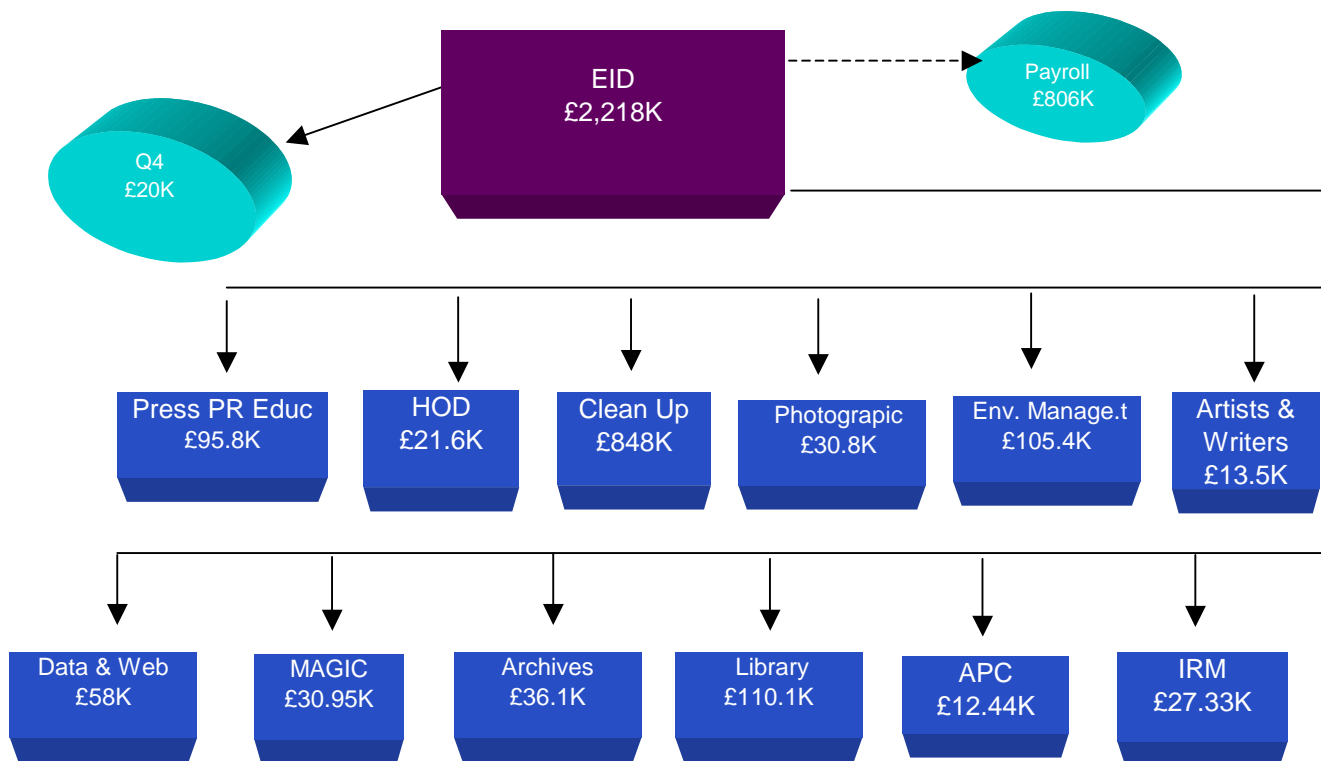 EID
£2,218K
Payroll
£806K
Q4
£20K
Press PR Educ
£95.8K
HOD
£21.6K
Clean Up
£848K
Photograpic
£30.8K
Env. Manage.t
£105.4K
Artists &
Writers
£13.5K
Data & Web
£58K
MAGIC
£30.95K
Archives
£36.1K
Library
£110.1K
APC
£12.44K
IRM
£27.33K